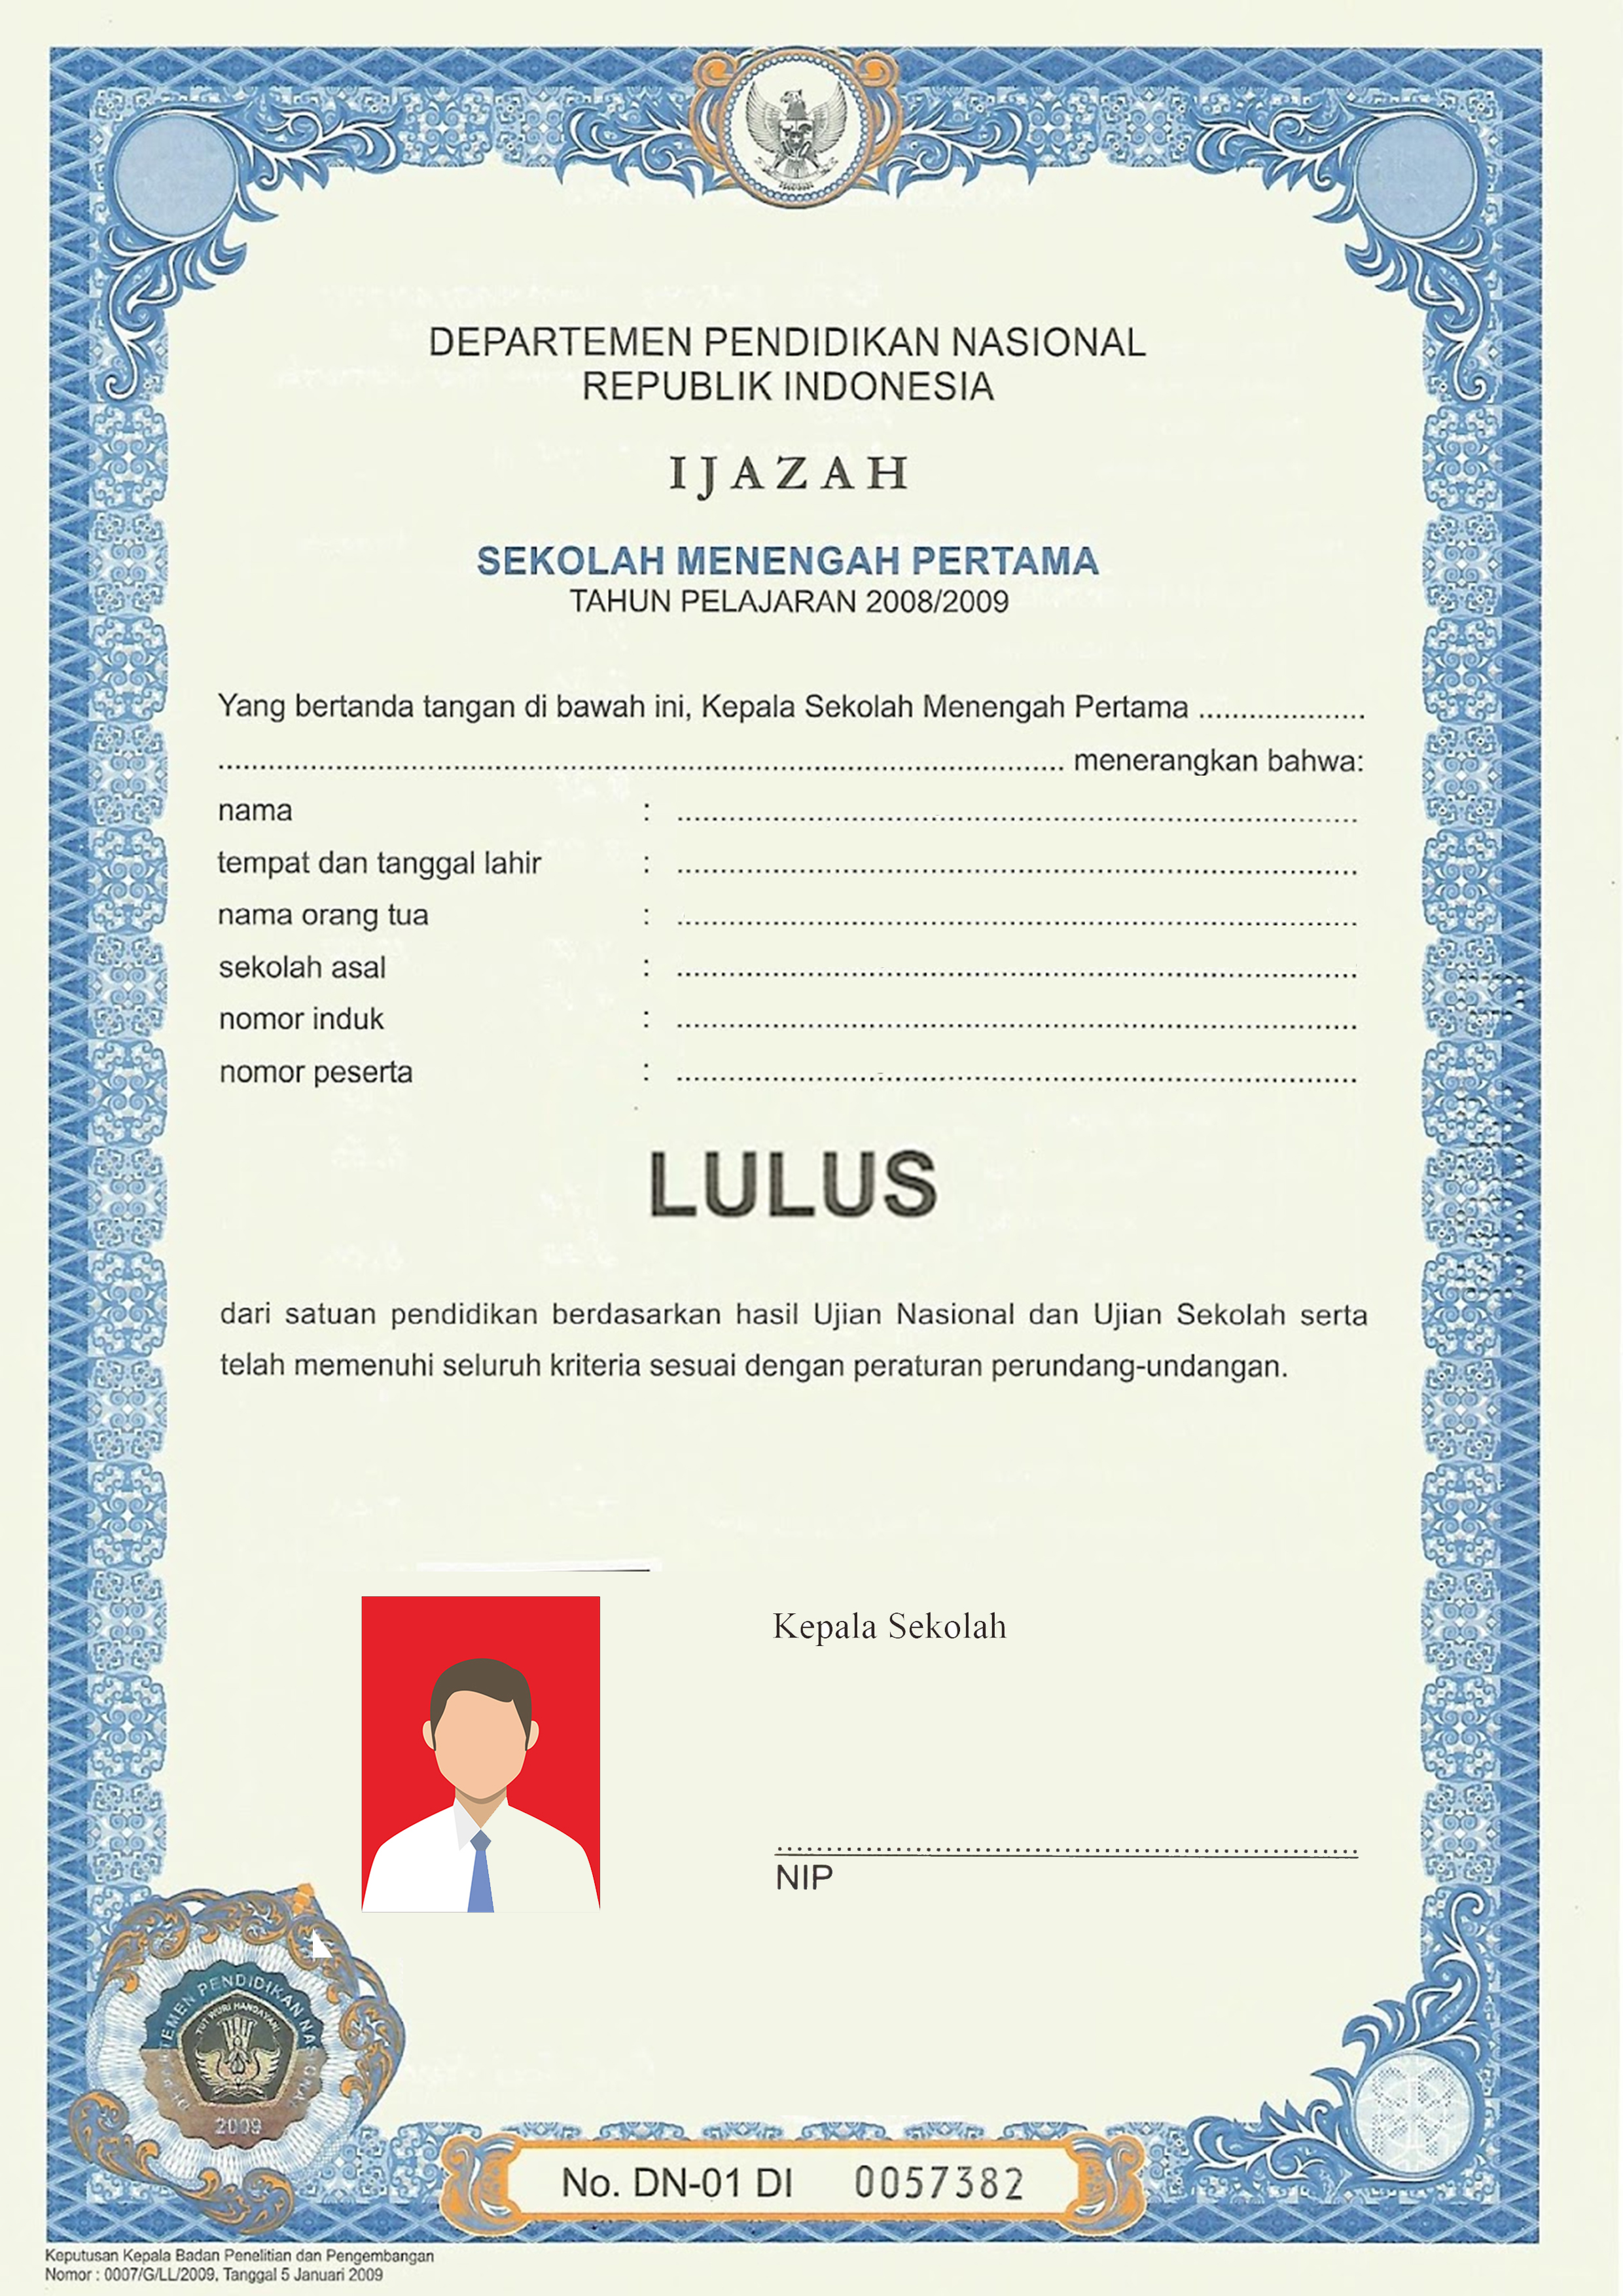 DEPARTEMEN PENDIDIKAN NASIONAL
REPUBLIK INDONESIA
IJAZAH
SEKOLAH MENENGAH PERTAMA
TAHUN PELAJARAN 2008/2009
Yang bertanda tangan di bawah ini, Kepala Sekolah Menengah Pertama ....................
..................................................................................................... menerangkan bahwa:
nama : ..................................................................................
tempat dan tanggal lahir : ..................................................................................
nama orang tua : ..................................................................................
sekolah asal : ..................................................................................
nomor induk : ..................................................................................
nomor peserta : ..................................................................................
LULUS
dari satuan pendidikan berdasarkan hasil Ujian Nasional dan Ujian Sekolah serta
telah memenuhi seluruh kriteria sesuai dengan peraturan perundang-undangan.
Kepala Sekolah
......................................................................
NIP
TUT WURI HANDAYANI
2009
No. DN-01 DI 0057382
Keputusan Kepala Badan Penelitian dan Pengembangan
Nomor : 0007/G/LL/2009, Tanggal 5 Januari 2009